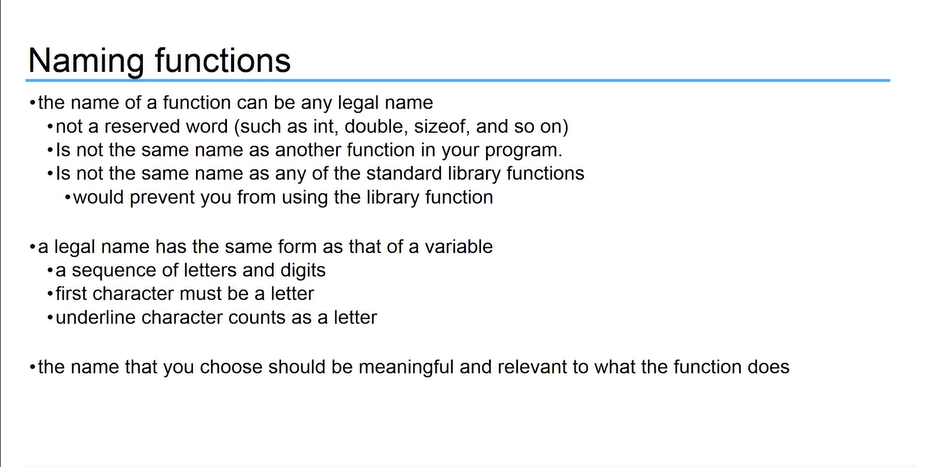 Naming functions
•the name of a function can be any legal name
•not a reserved word (such as int, double, sizeof, and so on)
•Is not the same name as another function in your program.
•Is not the same name as any of the standard library functions
•would prevent you from using the library function
•a legal name has the same form as that of a variable
•a sequence of letters and digits
•first character must be a letter
•underline character counts as a letter
•the name that you choose should be meaningful and relevant to what the function does